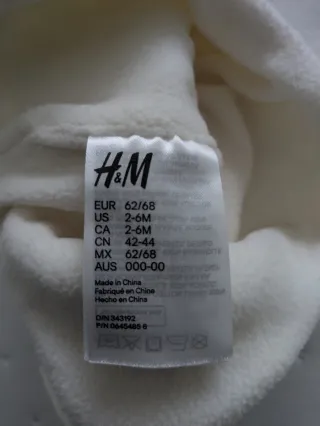 H&M
EUR 62/68
US 2-6M
CA 2-6M
CN 42-44
MX 62/68
AUS 000-00
Made in China
Fabriqué en Chine
Hecho en China
DIN 343192
P/N 0645485 6